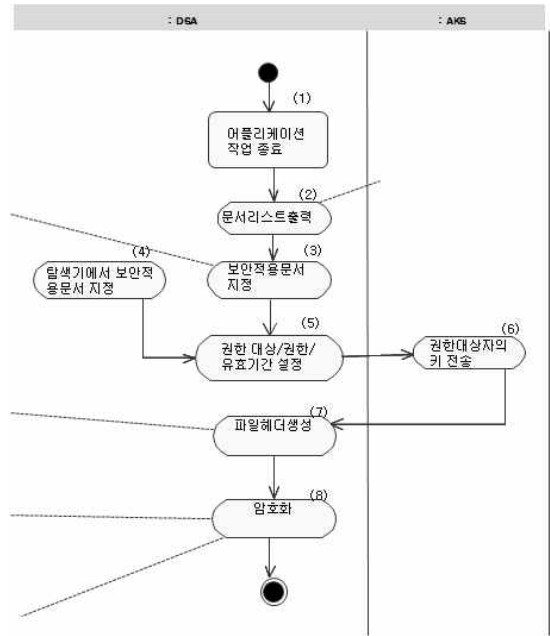 : DSA
: AKS
(1)
어플리케이션
작업 종료
(2)
문서리스트출력
(3)
보안적용문서
지정
(4)
탐색기에서 보안적
용문서 지정
(5)
권한 대상/권한/
유효기간 설정
(6)
권한대상자의
키 전송
(7)
파일헤더생성
(8)
암호화